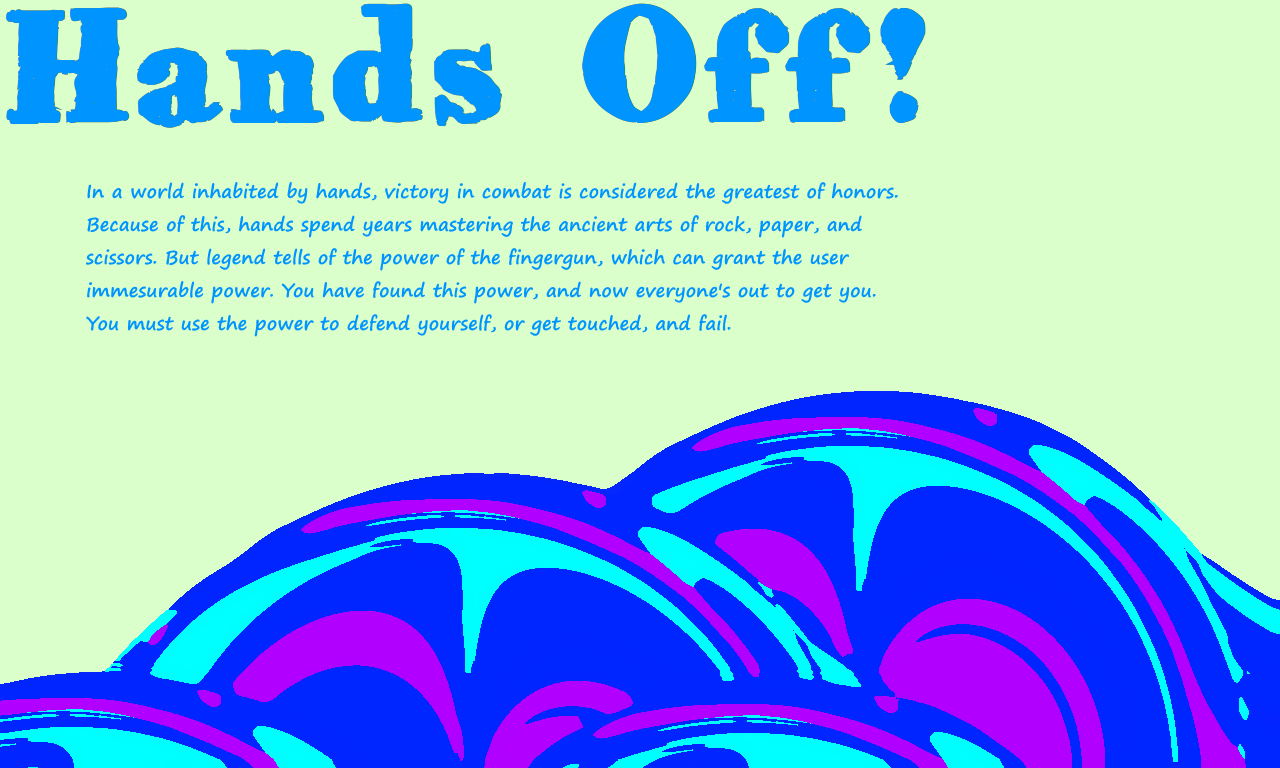 Hands Off!
In a world inhabited by hands, victory in combat is considered the greatest of honors.
Because of this, hands spend years mastering the ancient arts of rock, paper, and
scissors. But legend tells of the power of the fingergun, which can grant the user
immesurable power. You have found this power, and now everyone's out to get you.
You must use the power to defend yourself, or get touched, and fail.